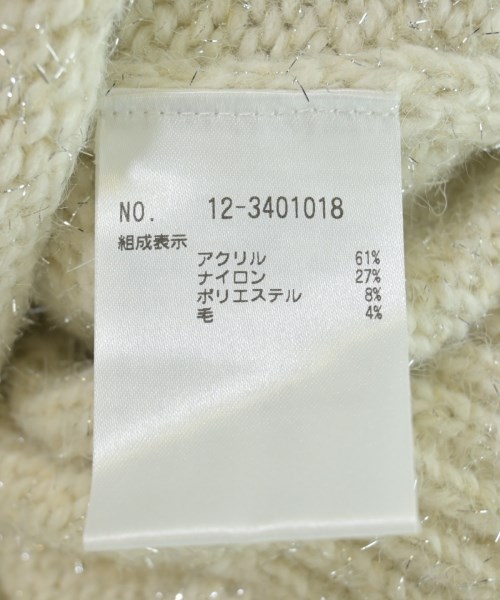 NO. 12-3401018
組成表示
アクリル 61%
ナイロン 27%
ポリエステル 8%
毛 4%